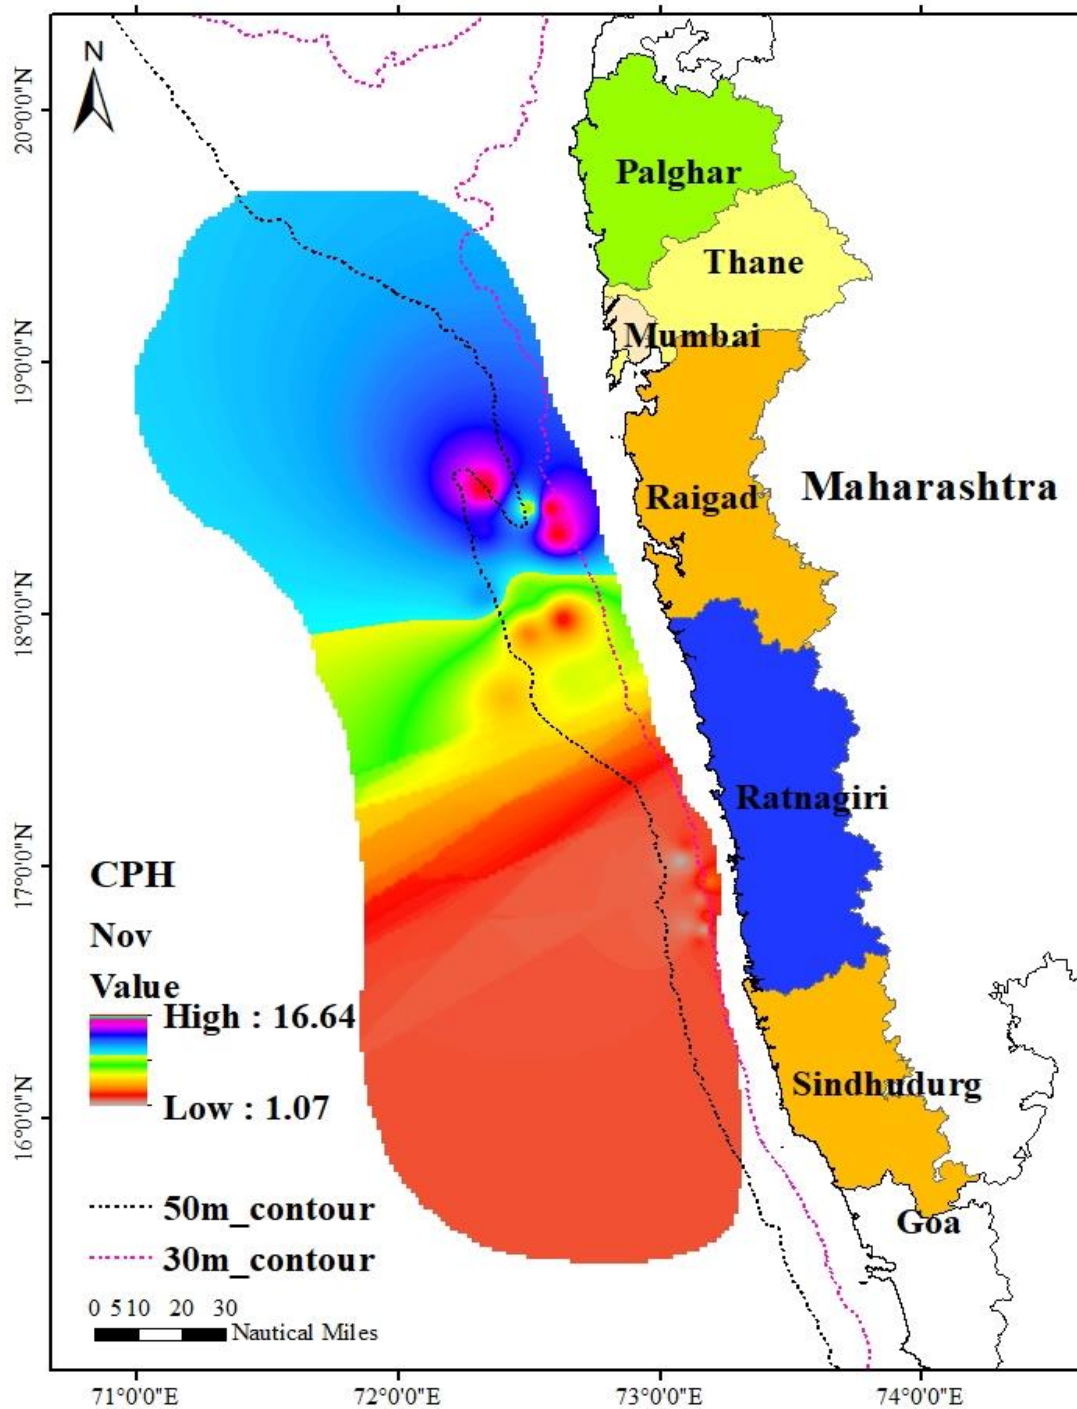 N
Palghar
Thane
Mumbai
Raigad
Maharashtra
Ratnagiri
Sindhudurg
Goa
CPH
Nov
Value
High : 16.64
Low : 1.07
50m_contour
30m_contour
0 5 10 20 30
Nautical Miles
20°0'0"N
19°0'0"N
18°0'0"N
17°0'0"N
16°0'0"N
71°0'0"E 72°0'0"E 73°0'0"E 74°0'0"E